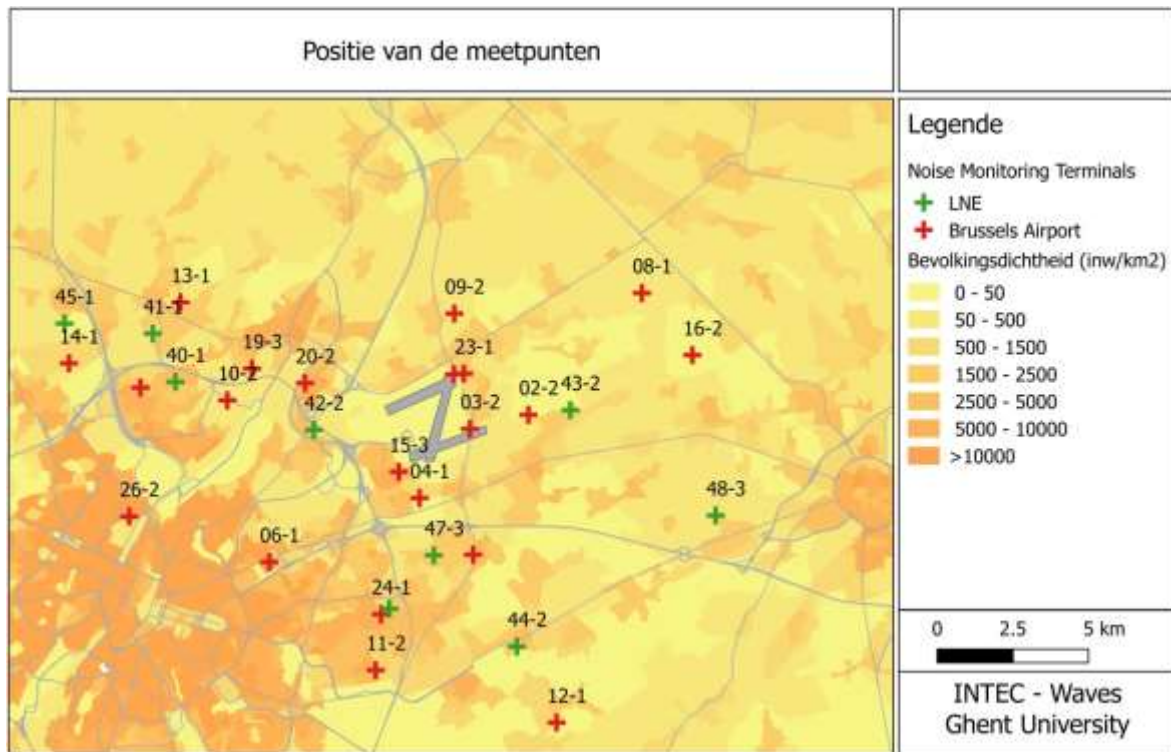 Positie van de meetpunten
13-1
45-1
41-1
14-1
40-1
19-3
10-2
20-2
42-2
09-2
23-1
03-2
02-2
43-2
08-1
16-2
15-3
04-1
26-2
06-1
47-3
48-3
24-1
11-2
44-2
12-1
Legende
Noise Monitoring Terminals
LNE
Brussels Airport
Bevolkingsdichtheid (inw/km2)
0 - 50
50 - 500
500 - 1500
1500 - 2500
2500 - 5000
5000 - 10000
>10000
0 2.5 5 km
INTEC - Waves
Ghent University